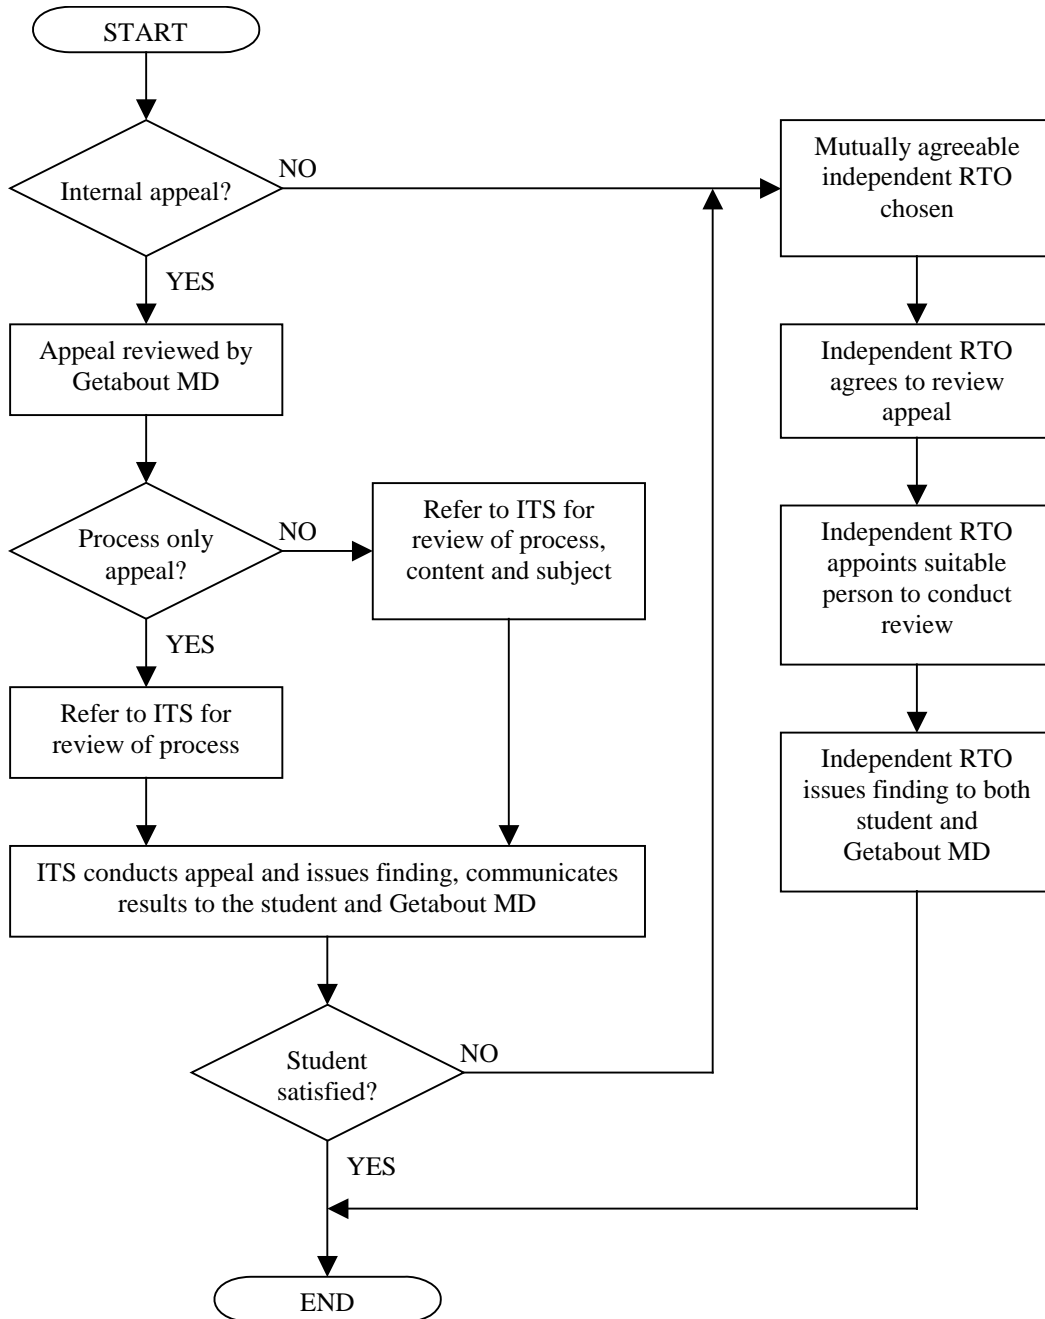 START
Internal appeal?
NO
YES
Mutually agreeable
independent RTO
chosen
Appeal reviewed by
Getabout MD
Independent RTO
agrees to review
appeal
Process only
appeal?
NO
YES
Refer to ITS for
review of process,
content and subject
Independent RTO
appoints suitable
person to conduct
review
Refer to ITS for
review of process
Independent RTO
issues finding to both
student and
Getabout MD
ITS conducts appeal and issues finding, communicates
results to the student and Getabout MD
Student
satisfied?
NO
YES
END